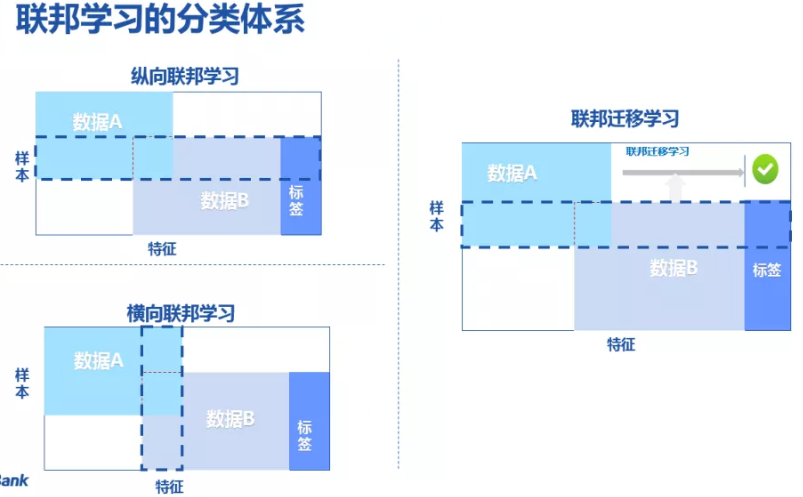 联邦学习的分类体系
纵向联邦学习
数据A
样本
数据B
标签
特征
横向联邦学习
数据A
样本
数据B
标签
特征
Bank
联邦迁移学习
联邦迁移学习
数据A
样本
数据B
标签
特征